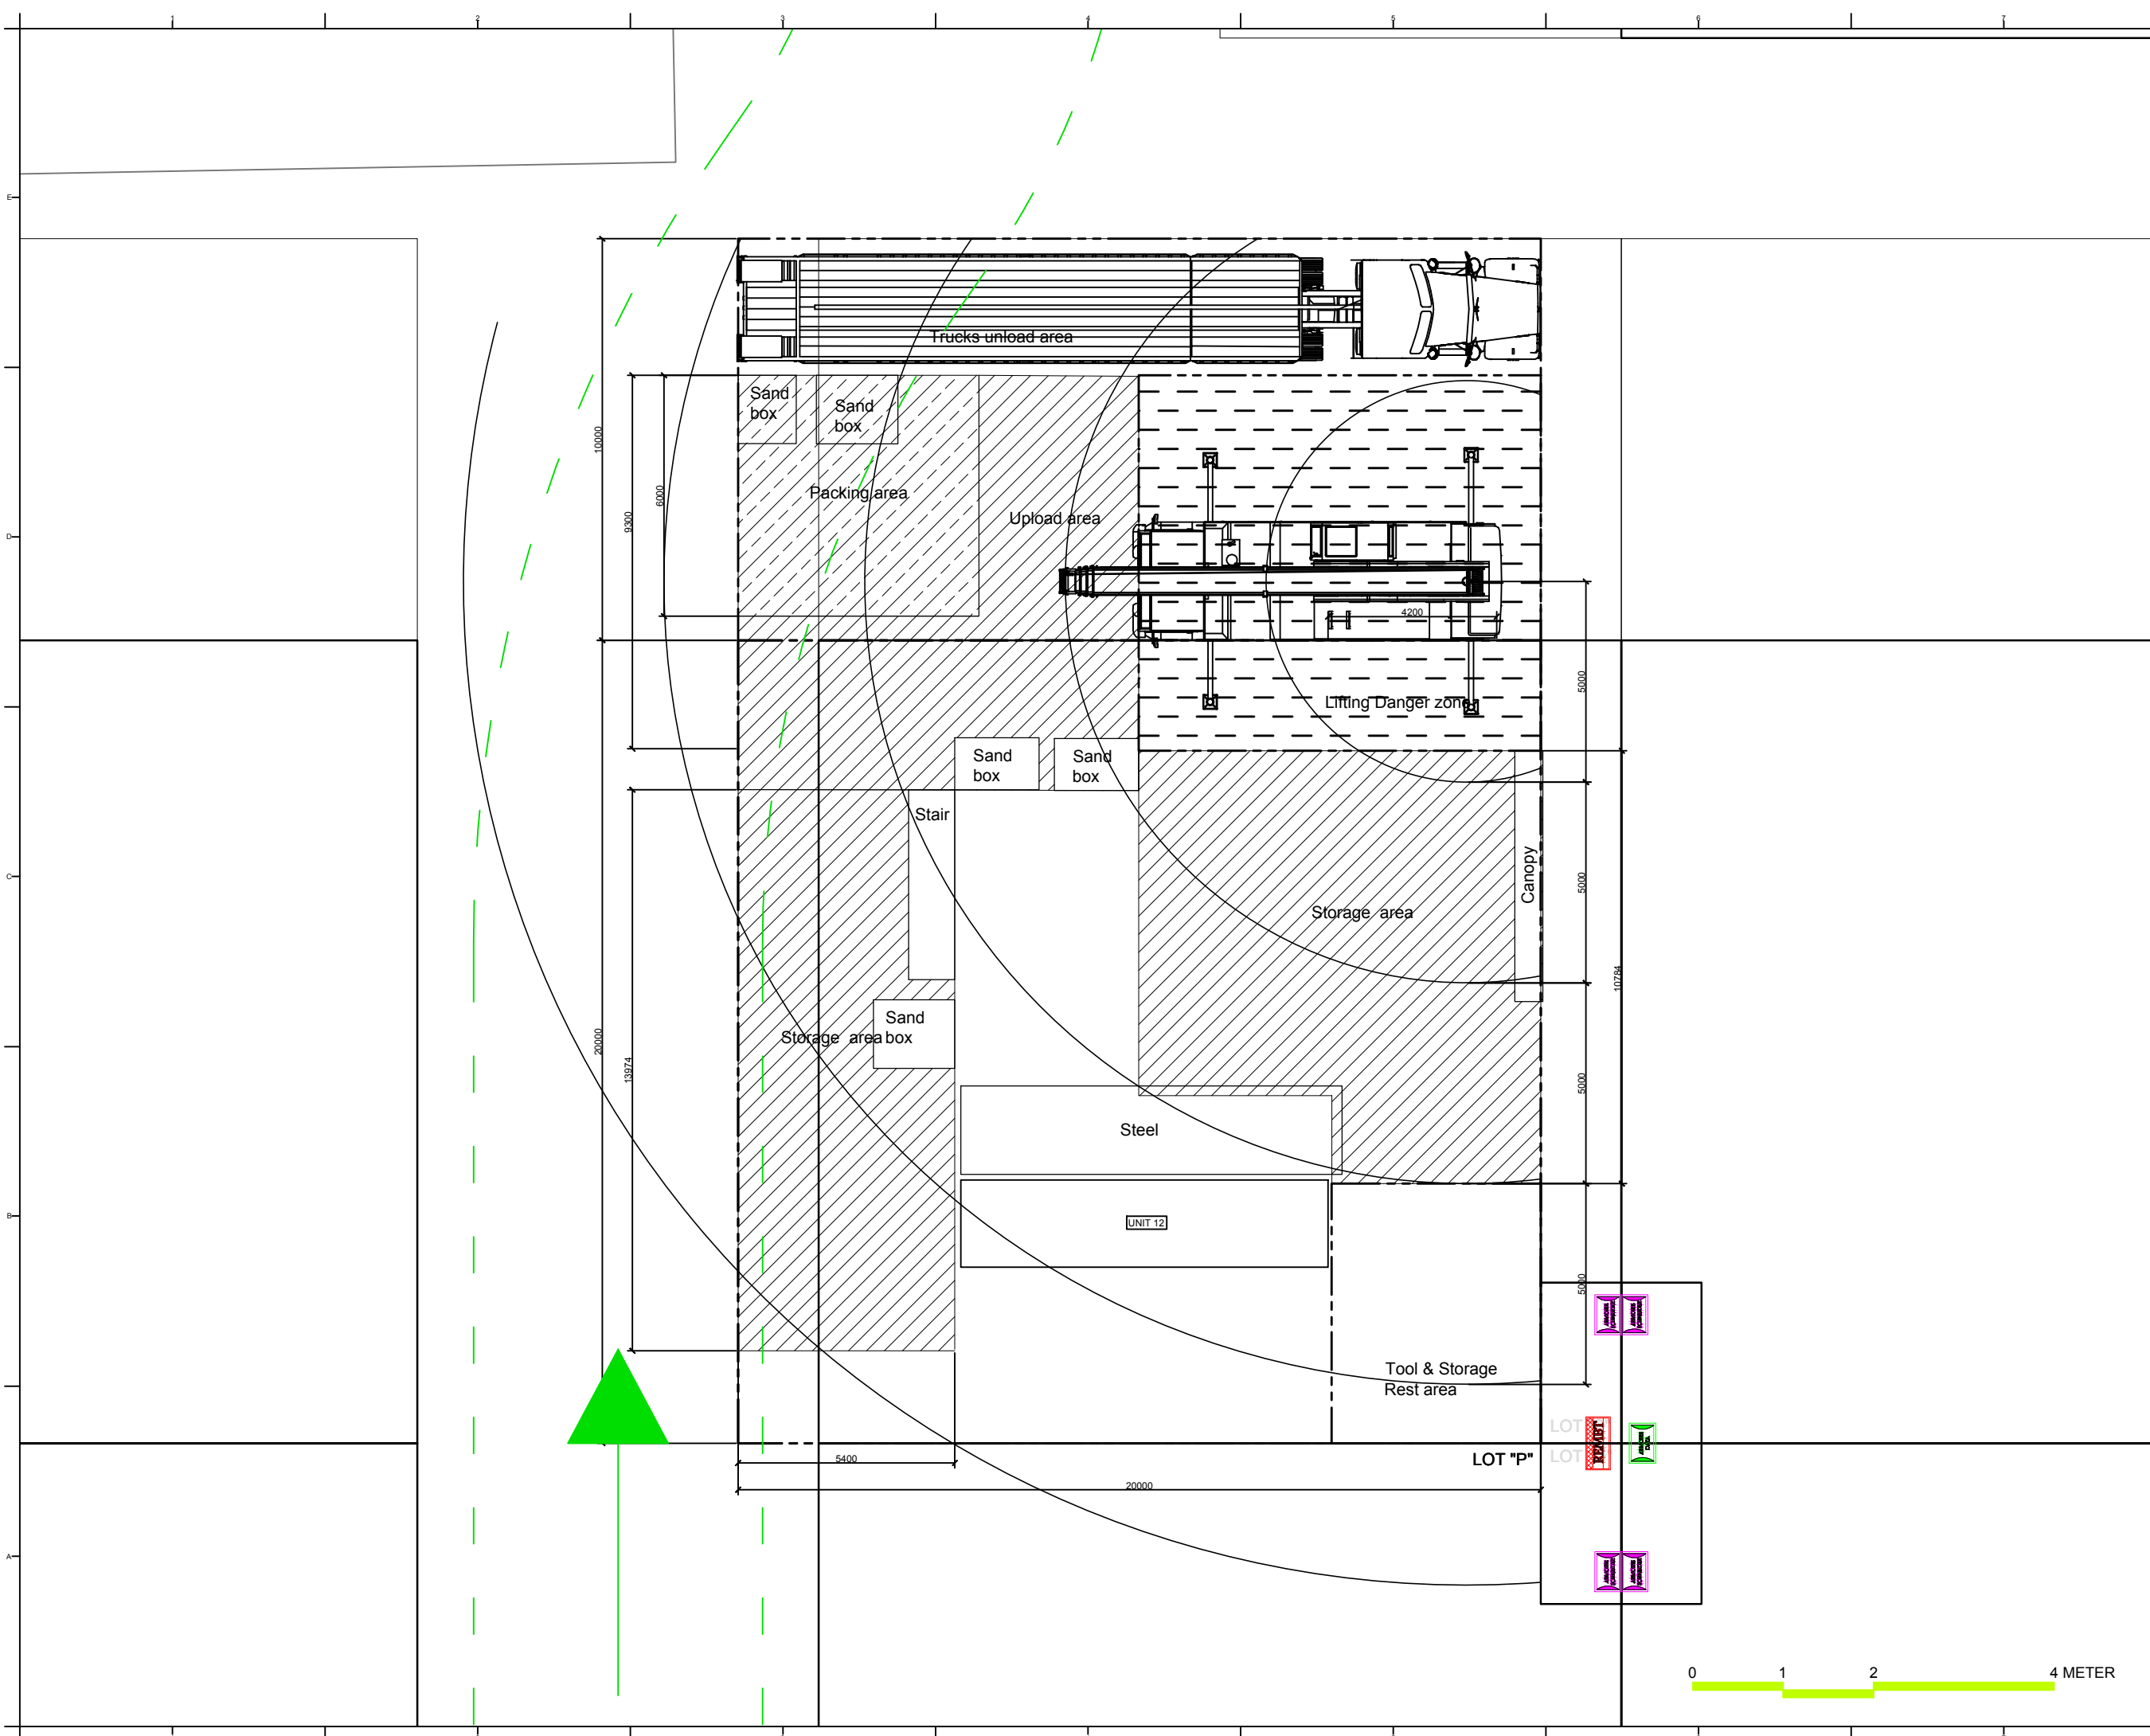 1
2
3
4
5
6
7
E
D
C
B
A
Trucks unload area
Sand
box
Sand
box
Packing area
Upload area
10000
9300
6000
4200
5000
Lifting Danger zone
Sand
box
Sand
box
Stair
Canopy
5000
Storage area
10784
Sand
box
Storage area
20000
13974
5000
Steel
UNIT 12
5000
Tool & Storage
Rest area
LOT
LOT
REMBT
LOT "P"
5400
20000
0
1
2
4 METER